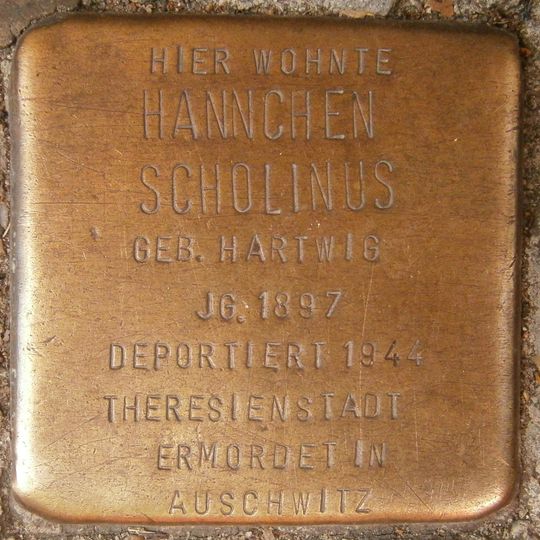 HIER WOHNTE
HANNCHEN
SCHOLINUS
GEB. HARTWIG
JG. 1897
DEPORTIERT 1944
THERESIENSTADT
ERMORDET IN
AUSCHWITZ